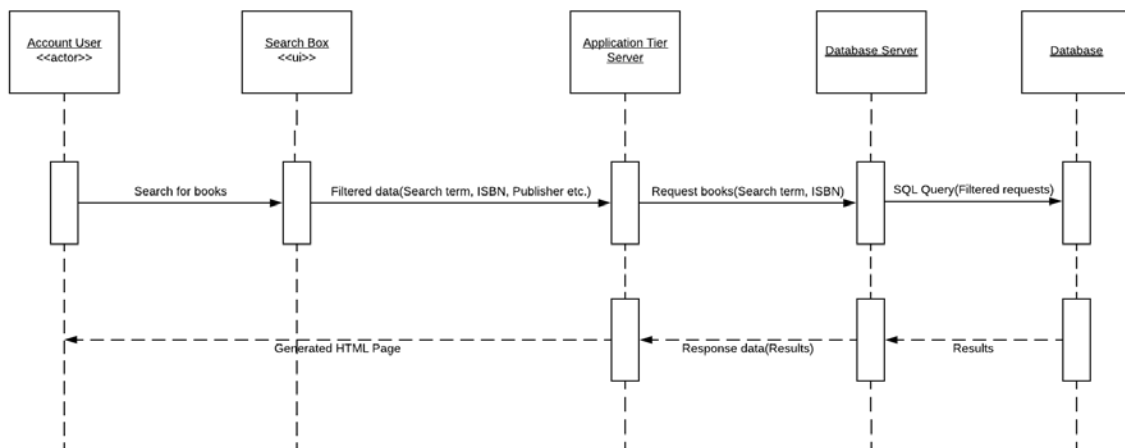 Account User
<<actor>>
Search Box
<<ui>>
Application Tier
Server
Database Server
Database
Search for books
Filtered data(Search term, ISBN, Publisher etc.)
Request books(Search term, ISBN)
SQL Query(Filtered requests)
Generated HTML Page
Response data(Results)
Results